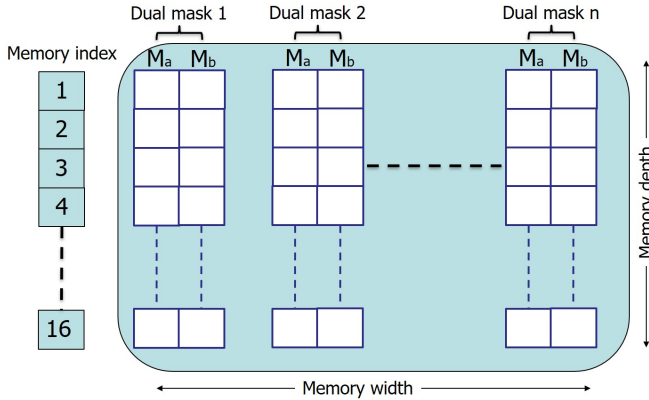 Dual mask 1 Dual mask 2 Dual mask n
Memory index
Ma Mb Ma Mb Ma Mb
1
2
3
4
16
Memory depth
Memory width